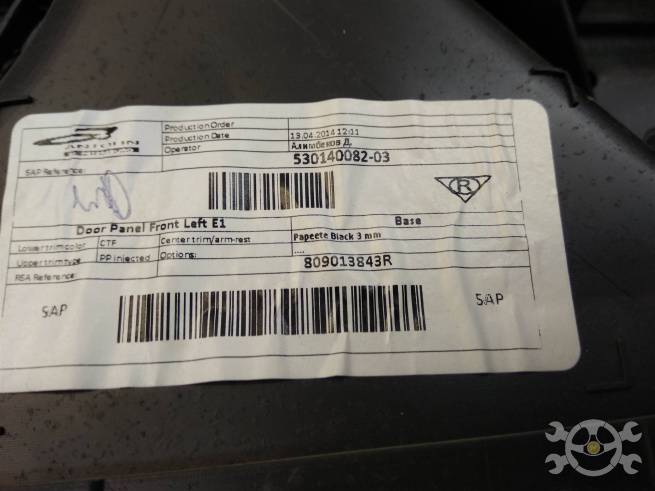 ANTOLIN
Production Order
Production Date 13.04.2014 12:11
Operator Алимбеков Д.
SAP Reference: 530140082-03
R
Door Panel Front Left E1 Base
Lower trim color CTF Center trim/arm-rest Papeete Black 3 mm
Upper trim type PP injected Options: ....
RSA Reference: 809013843R
SAP SAP